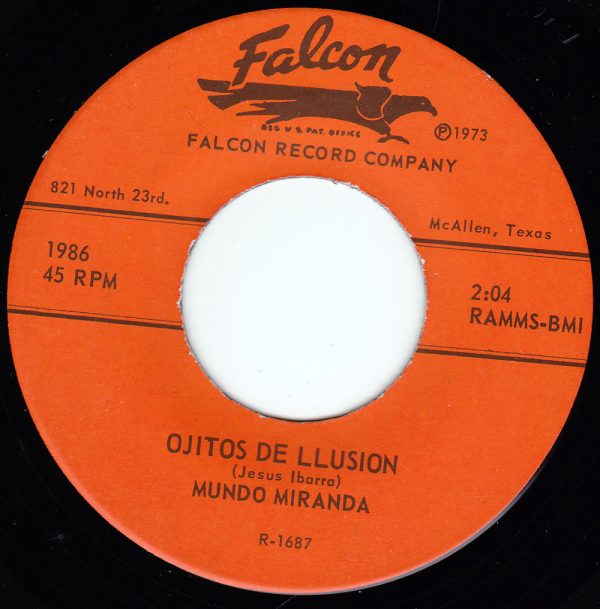 Falcon
REG U S PAT. OFFICE
℗1973
FALCON RECORD COMPANY
821 North 23rd.
McAllen, Texas
1986
45 RPM
2:04
RAMMS-BMI
OJITOS DE LLUSION
(Jesus Ibarra)
MUNDO MIRANDA
R-1687